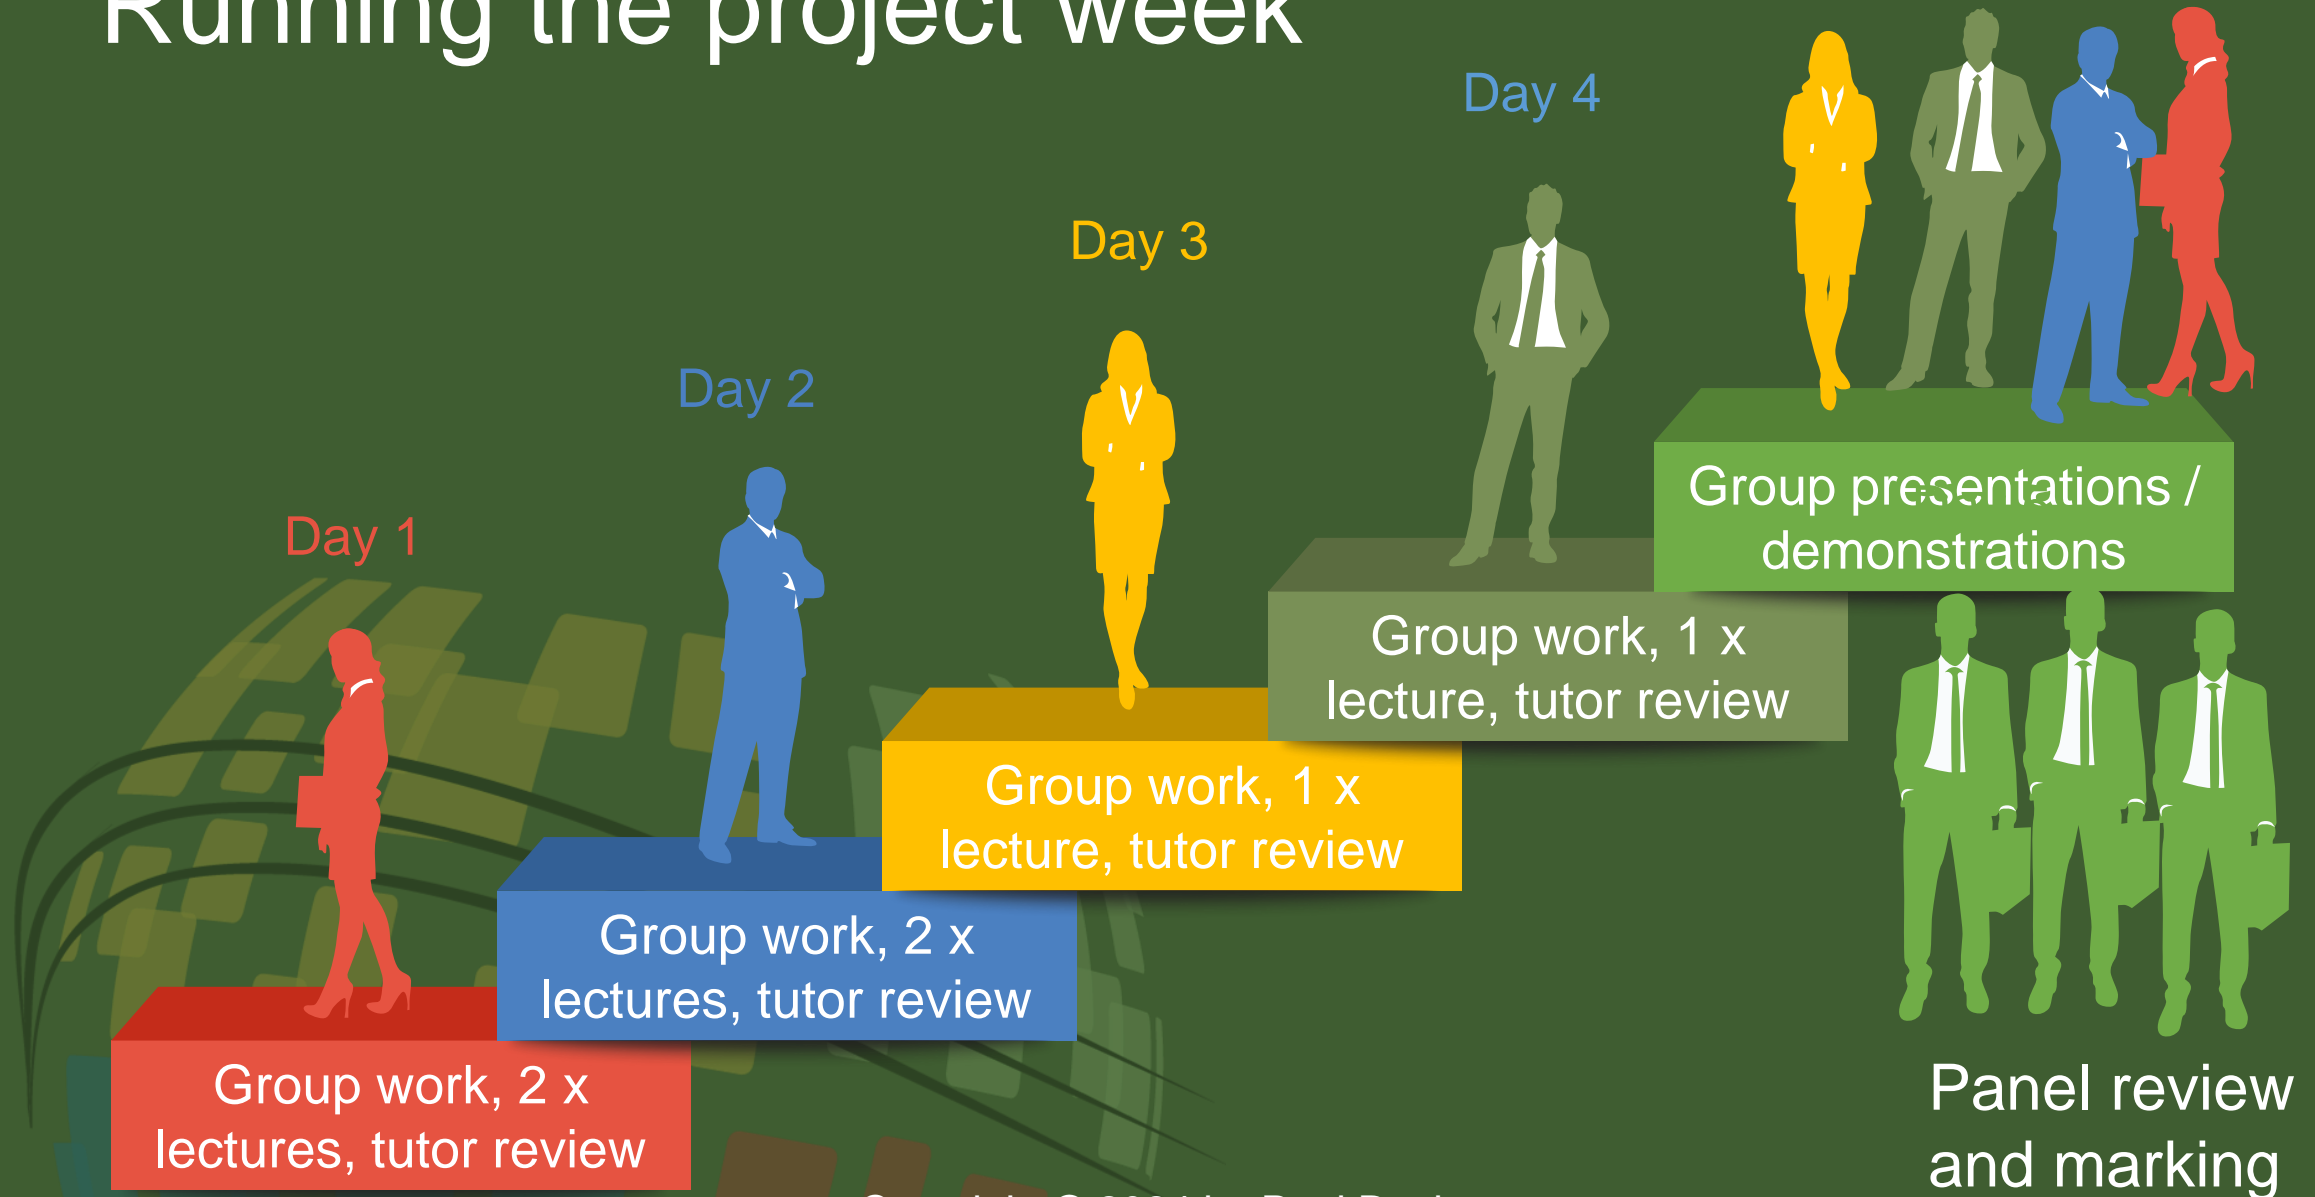 Running the project week
Day 4
Day 3
Day 2
Day 1
Group presentations /
demonstrations
Group work, 1 x
lecture, tutor review
Group work, 1 x
lecture, tutor review
Group work, 2 x
lectures, tutor review
Group work, 2 x
lectures, tutor review
Panel review
and marking